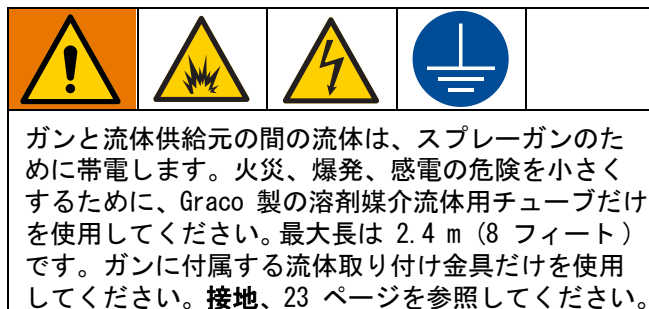 ガンと流体供給元の間の流体は、スプレーガンのた
めに帯電します。火災、爆発、感電の危険を小さく
するために、Graco 製の溶剤媒介流体用チューブだけ
を使用してください。最大長は 2.4 m (8 フィート )
です。ガンに付属する流体取り付け金具だけを使用
してください。接地、23 ページを参照してください。